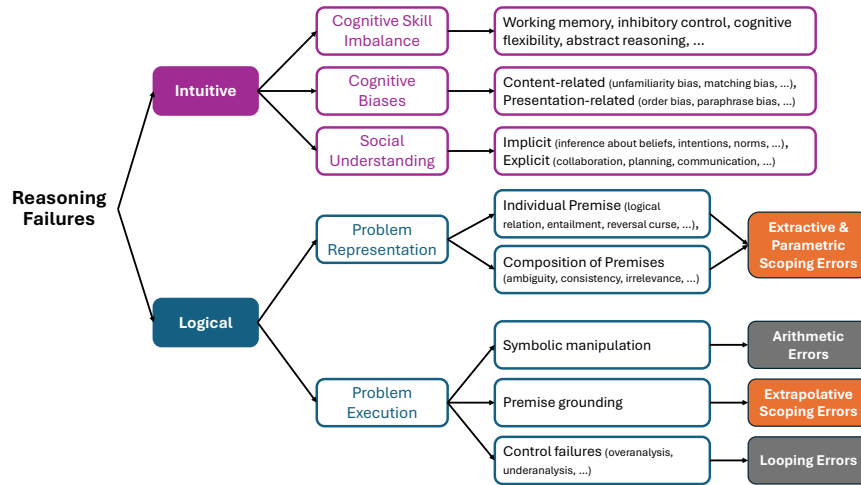 Reasoning
Failures
Intuitive
Cognitive Skill
Imbalance
Working memory, inhibitory control, cognitive
flexibility, abstract reasoning, ...
Cognitive
Biases
Content-related (unfamiliarity bias, matching bias, ...),
Presentation-related (order bias, paraphrase bias, ...)
Social
Understanding
Implicit (inference about beliefs, intentions, norms, ...),
Explicit (collaboration, planning, communication, ...)
Logical
Problem
Representation
Individual Premise (logical
relation, entailment, reversal curse, ...),
Composition of Premises
(ambiguity, consistency, irrelevance, ...)
Extractive &
Parametric
Scoping Errors
Problem
Execution
Symbolic manipulation
Arithmetic
Errors
Premise grounding
Extrapolative
Scoping Errors
Control failures (overanalysis,
underanalysis, ...)
Looping Errors